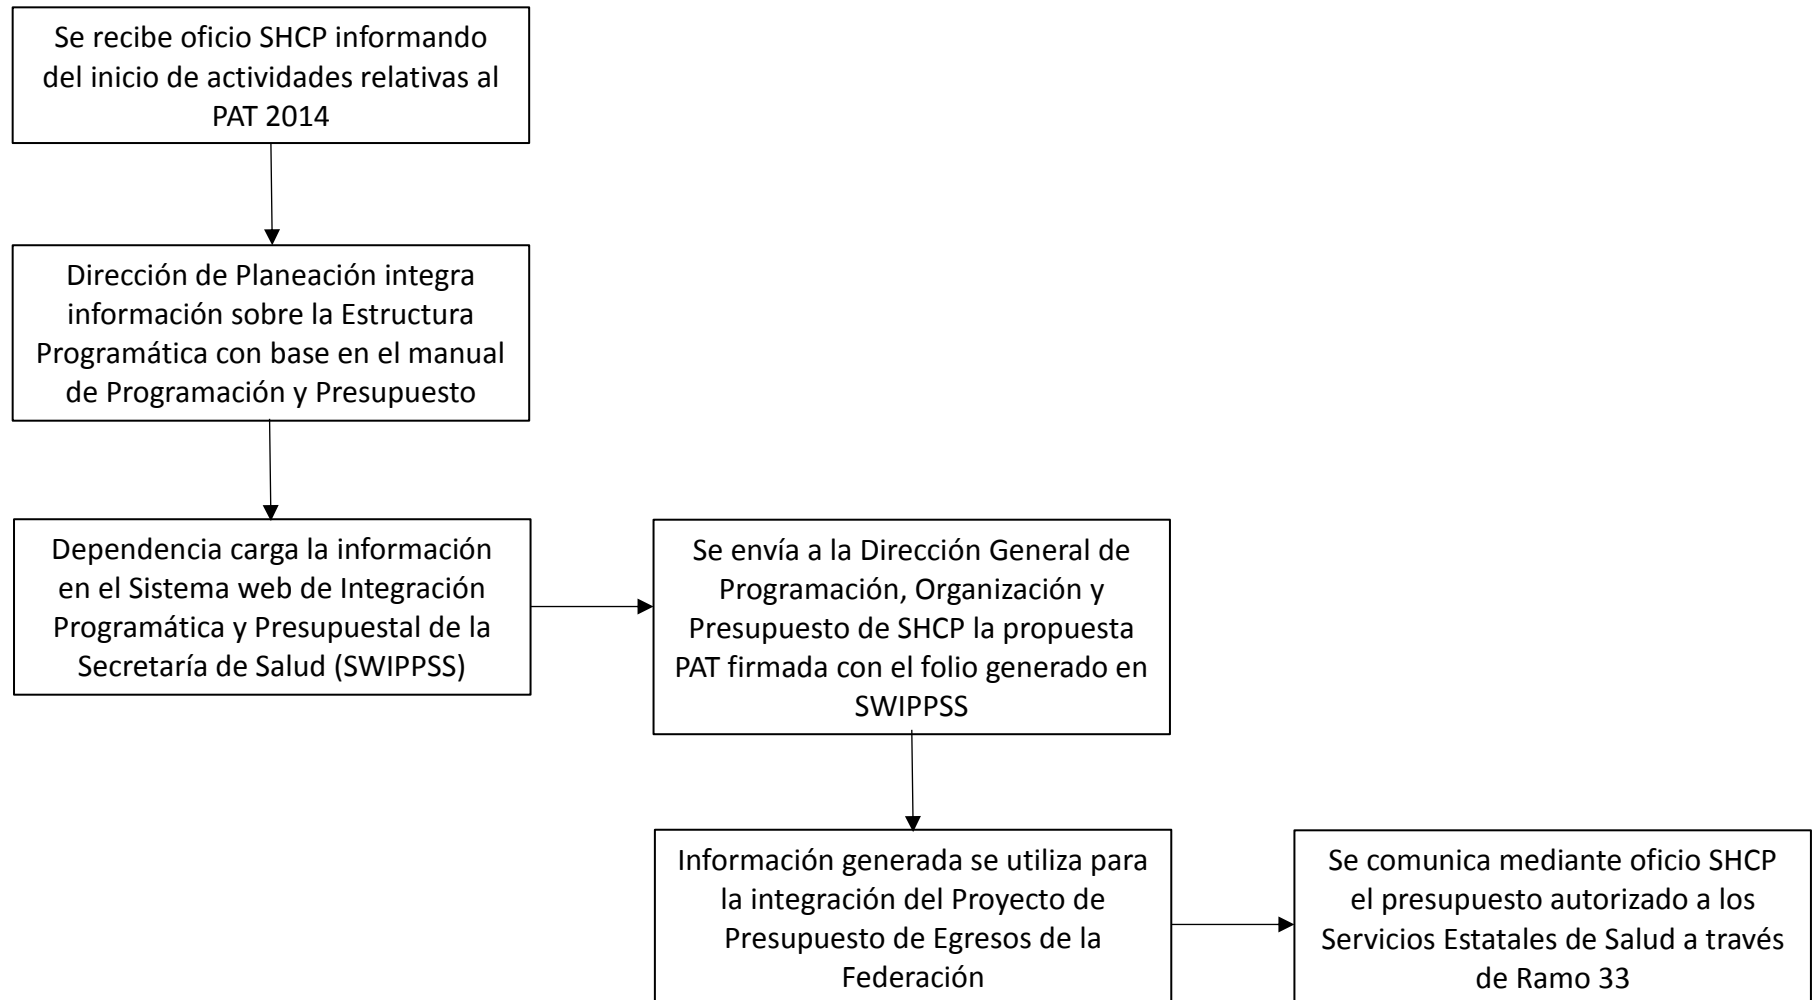 Se recibe oficio SHCP informando
del inicio de actividades relativas al
PAT 2014
Dirección de Planeación integra
información sobre la Estructura
Programática con base en el manual
de Programación y Presupuesto
Dependencia carga la información
en el Sistema web de Integración
Programática y Presupuestal de la
Secretaría de Salud (SWIPPSS)
Se envía a la Dirección General de
Programación, Organización y
Presupuesto de SHCP la propuesta
PAT firmada con el folio generado en
SWIPPSS
Información generada se utiliza para
la integración del Proyecto de
Presupuesto de Egresos de la
Federación
Se comunica mediante oficio SHCP
el presupuesto autorizado a los
Servicios Estatales de Salud a través
de Ramo 33